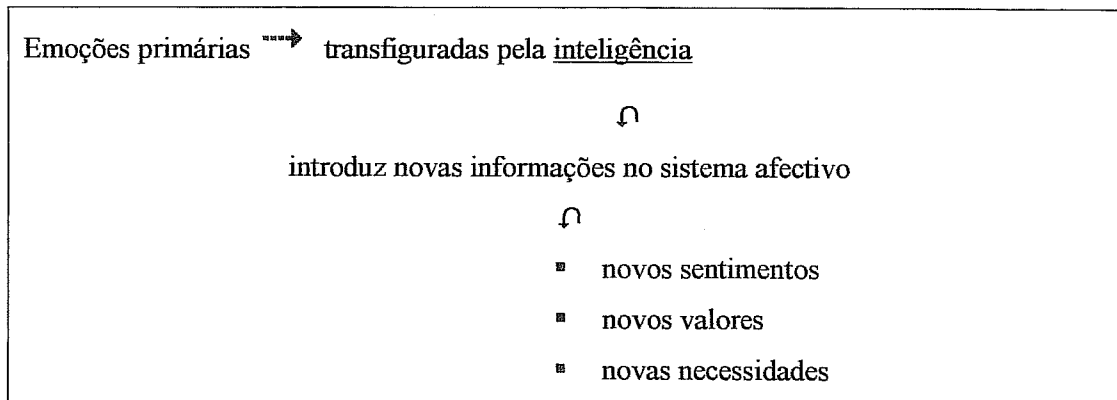 Emoções primárias transfiguradas pela inteligência
introduz novas informações no sistema afectivo
novos sentimentos
novos valores
novas necessidades